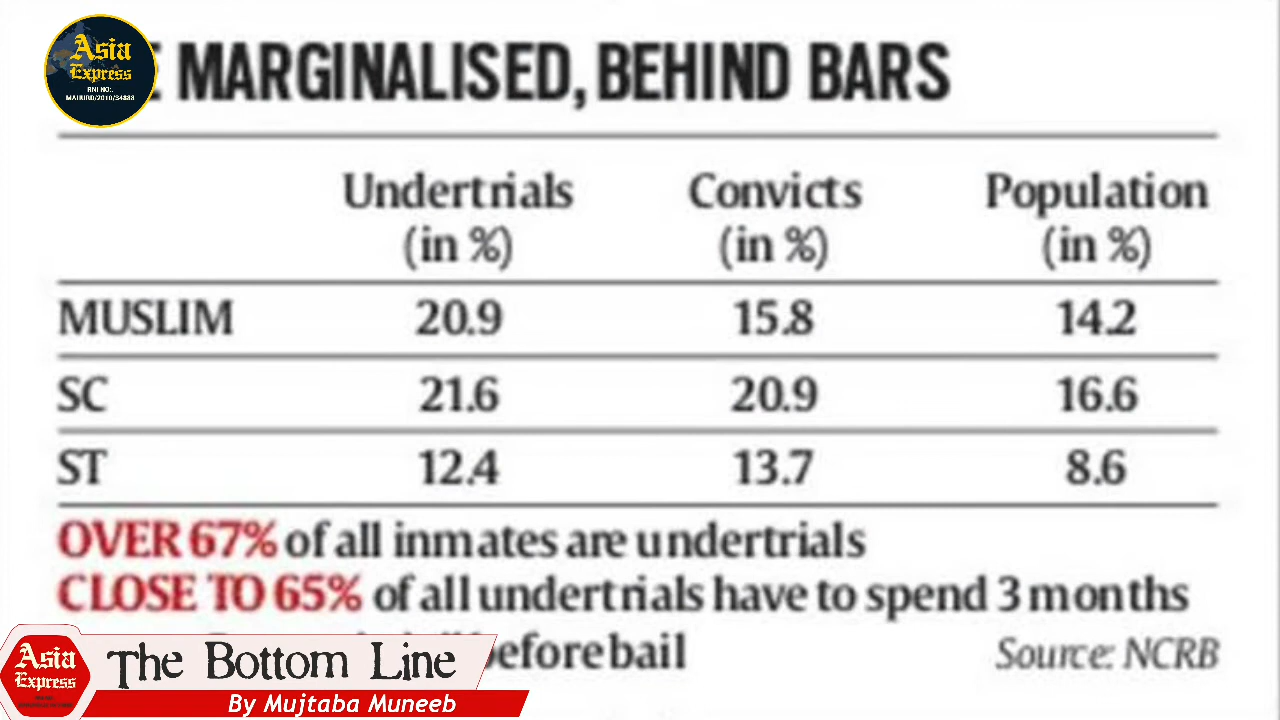 Asia
Express
RNI NO:.
E MARGINALISED, BEHIND BARS
Undertrials Convicts Population
(in %) (in %) (in %)
MUSLIM 20.9 15.8 14.2
SC 21.6 20.9 16.6
ST 12.4 13.7 8.6
OVER 67% of all inmates are undertrials
CLOSE TO 65% of all undertrials have to spend 3 months
before bail Source: NCRB
Asia
Express
The Bottom Line
By Mujtaba Muneeb